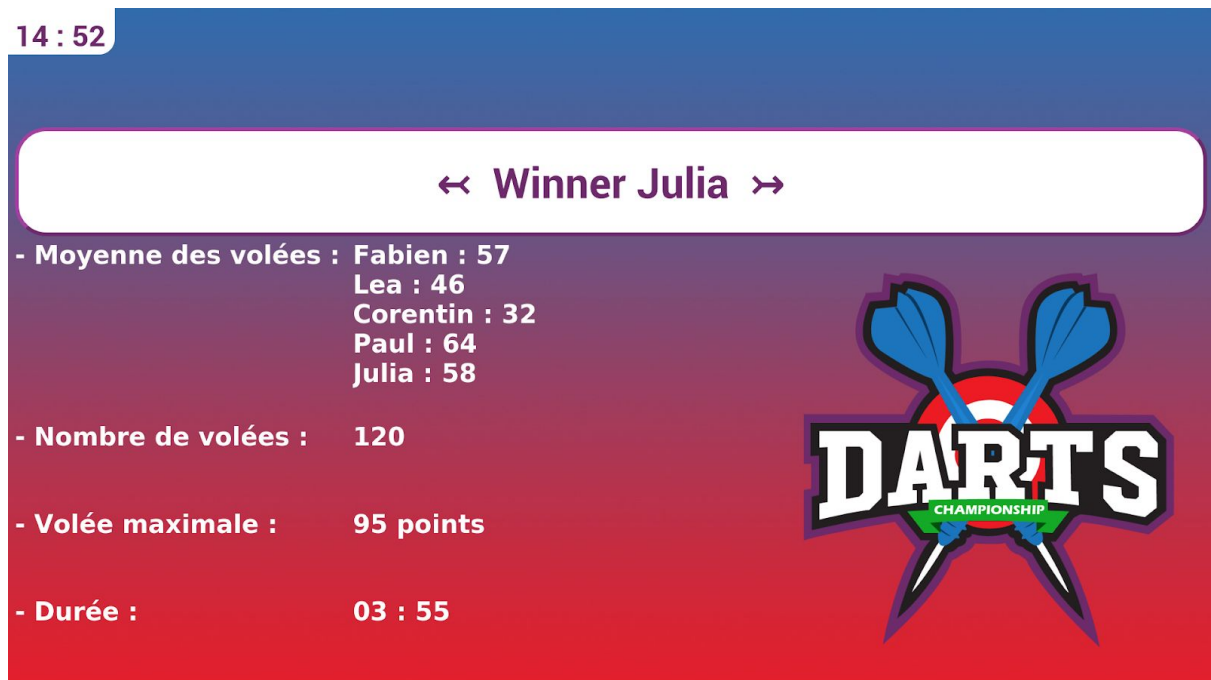 14 : 52
↢ Winner Julia ↣
- Moyenne des volées : Fabien : 57
Lea : 46
Corentin : 32
Paul : 64
Julia : 58
- Nombre de volées : 120
- Volée maximale : 95 points
- Durée : 03 : 55
DARTS
CHAMPIONSHIP